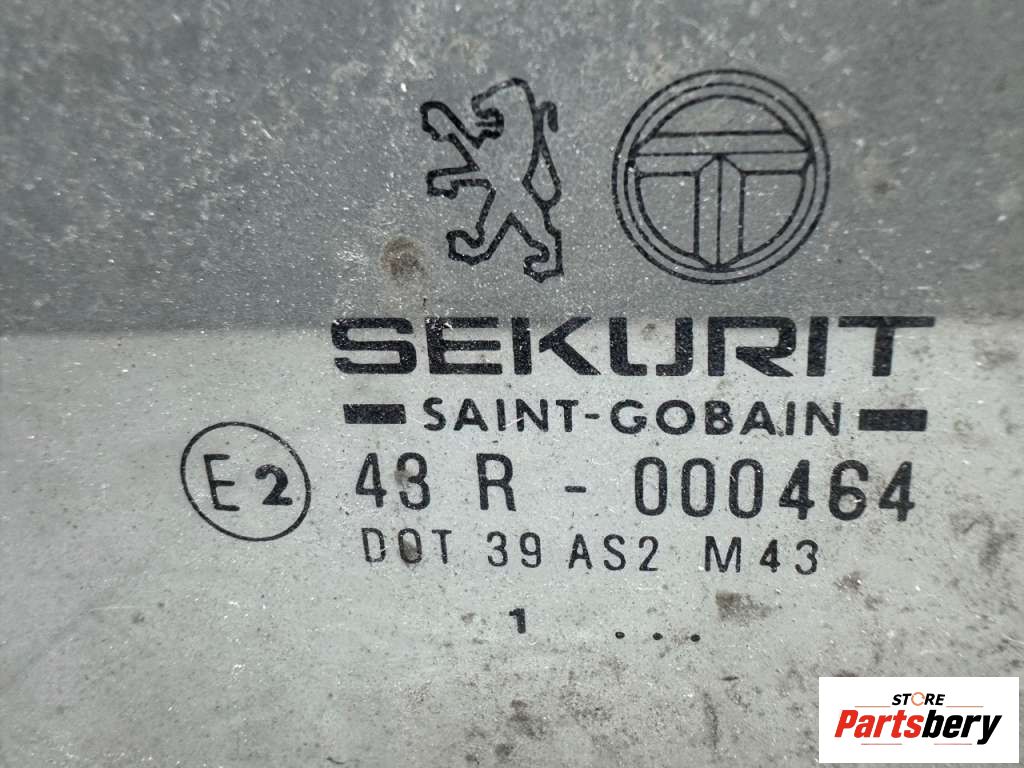 SEKURIT
SAINT-GOBAIN
E2 43 R - 000464
DOT 39 AS2 M43
1 ...
STORE
Partsbery